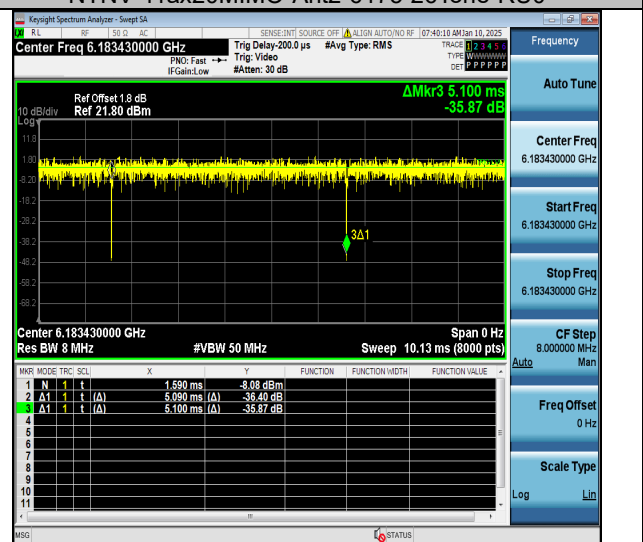 Keysight Spectrum Analyzer - Swept SA
RL RF 50 Ω AC SENSE:INT SOURCE OFF ALIGN AUTO/NO RF 07:40:10 AM Jan 10, 2025
Center Freq 6.183430000 GHz
PNO: Fast
IFGain:Low
Trig Delay-200.0 µs #Avg Type: RMS
Trig: Video
#Atten: 30 dB
TRACE 1 2 3 4 5 6
TYPE WWWWWW
DET P P P P P P
Ref Offset 1.8 dB
10 dB/div Ref 21.80 dBm
Log
ΔMkr3 5.100 ms
-35.87 dB
11.8
1.80
-8.20
-18.2
-28.2
-38.2
-48.2
-58.2
-68.2
3Δ1
Center 6.183430000 GHz Span 0 Hz
Res BW 8 MHz #VBW 50 MHz Sweep 10.13 ms (8000 pts)
MKR MODE TRC SCL X Y FUNCTION FUNCTION WIDTH FUNCTION VALUE
1 N 1 t 1.590 ms -8.08 dBm
2 Δ1 1 t (Δ) 5.090 ms (Δ) -36.40 dB
3 Δ1 1 t (Δ) 5.100 ms (Δ) -35.87 dB
4
5
6
7
8
9
10
11
MSG STATUS
Frequency
Auto Tune
Center Freq
6.183430000 GHz
Start Freq
6.183430000 GHz
Stop Freq
6.183430000 GHz
CF Step
8.000000 MHz
Auto Man
Freq Offset
0 Hz
Scale Type
Log Lin